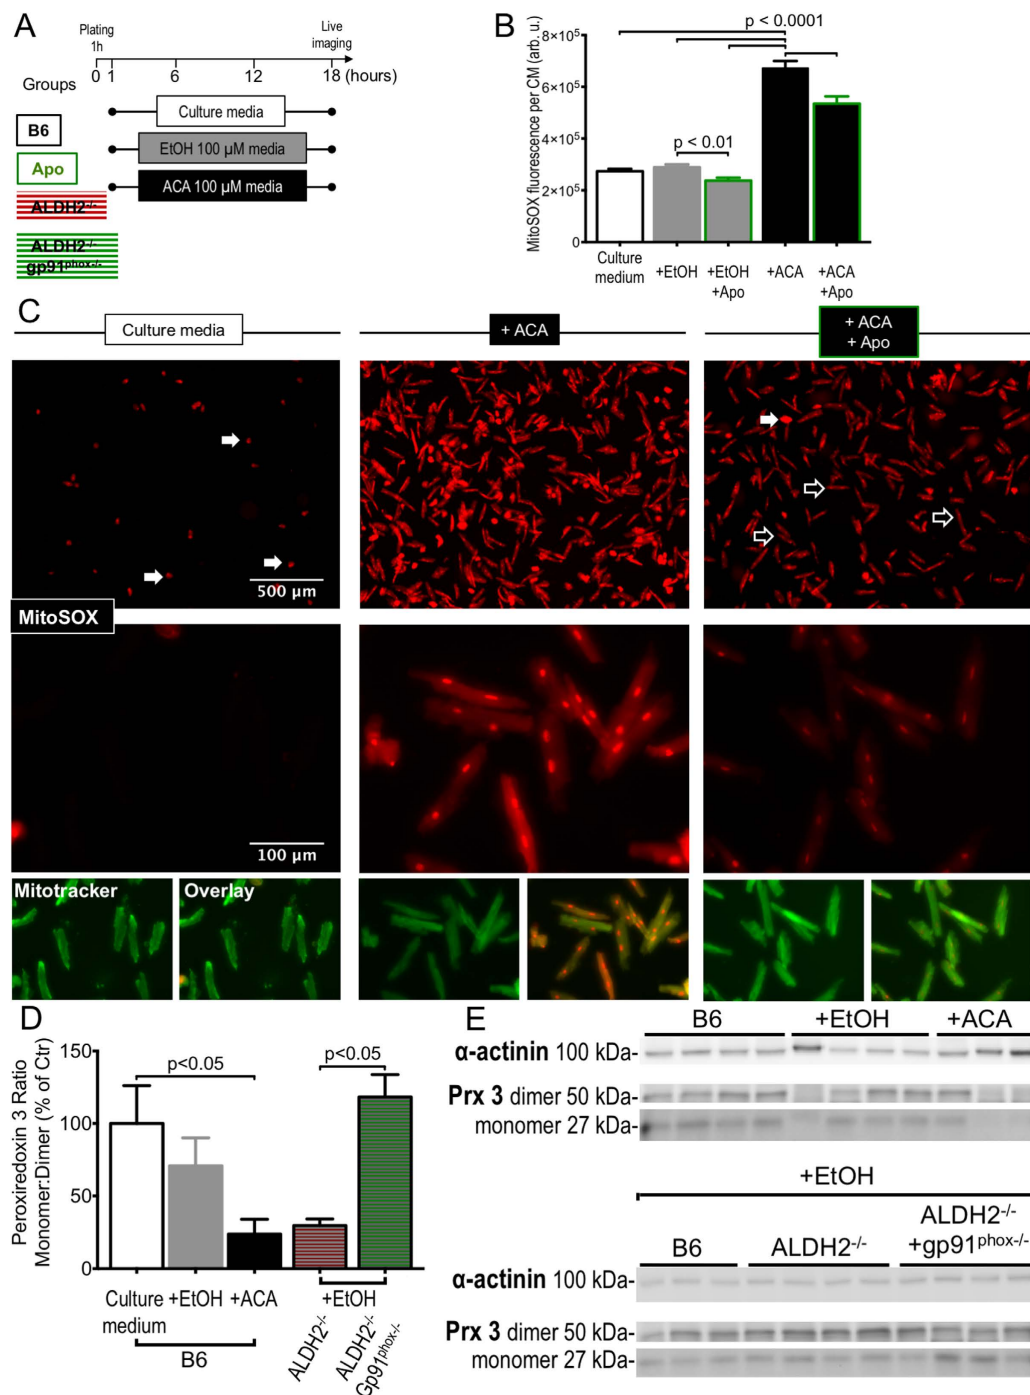 A
Plating
1h
Live
imaging
0 1 6 12 18 (hours)
Groups
B6
Apo
ALDH2-/-
ALDH2-/-
gp91phox-/-
Culture media
EtOH 100 µM media
ACA 100 µM media
B
MitoSOX fluorescence per CM (arb. u.)
8×10⁵
6×10⁵
4×10⁵
2×10⁵
0
p < 0.0001
p < 0.01
Culture
medium
+EtOH
+EtOH
+Apo
+ACA
+ACA
+Apo
C
Culture media
+ ACA
+ ACA
+ Apo
500 µm
MitoSOX
100 µm
Mitotracker
Overlay
D
Peroxiredoxin 3 Ratio
Monomer:Dimer (% of Ctr)
150
100
50
0
p<0.05
p<0.05
Culture
medium
+EtOH
+ACA
B6
+EtOH
ALDH2-/-
ALDH2-/-
Gp91phox-/-
E
B6
+EtOH
+ACA
α-actinin 100 kDa-
Prx 3 dimer 50 kDa-
monomer 27 kDa-
+EtOH
B6
ALDH2-/-
ALDH2-/-
+gp91phox-/-
α-actinin 100 kDa-
Prx 3 dimer 50 kDa-
monomer 27 kDa-